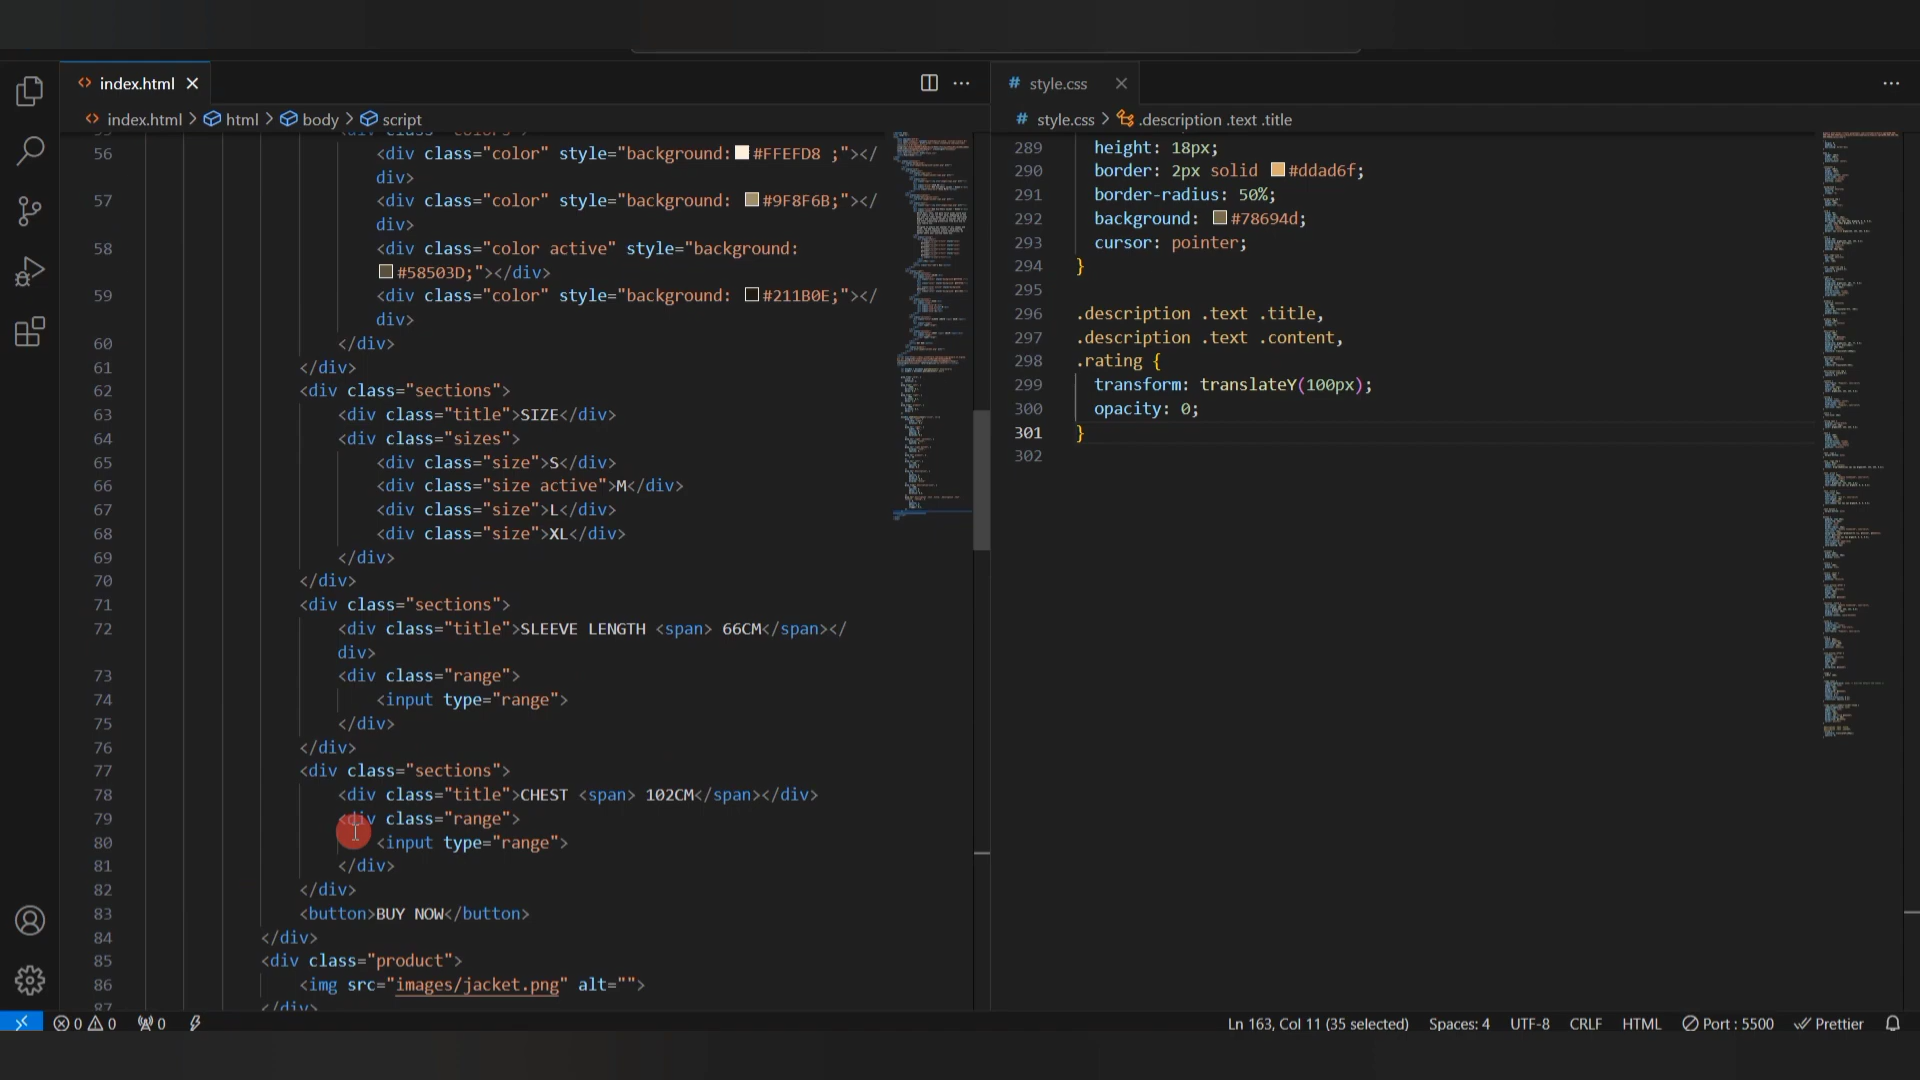 index.html
index.html > html > body > script
56 <div class="color" style="background: #FFEFD8 ;"></
div>
57 <div class="color" style="background: #9F8F6B;"></
div>
58 <div class="color active" style="background:
#58503D;"></div>
59 <div class="color" style="background: #211B0E;"></
div>
60 </div>
61 </div>
62 <div class="sections">
63 <div class="title">SIZE</div>
64 <div class="sizes">
65 <div class="size">S</div>
66 <div class="size active">M</div>
67 <div class="size">L</div>
68 <div class="size">XL</div>
69 </div>
70 </div>
71 <div class="sections">
72 <div class="title">SLEEVE LENGTH <span> 66CM</span></
div>
73 <div class="range">
74 <input type="range">
75 </div>
76 </div>
77 <div class="sections">
78 <div class="title">CHEST <span> 102CM</span></div>
79 <div class="range">
80 <input type="range">
81 </div>
82 </div>
83 <button>BUY NOW</button>
84 </div>
85 <div class="product">
86 <img src="images/jacket.png" alt="">
87 </div>
style.css
style.css > .description .text .title
289 height: 18px;
290 border: 2px solid #ddad6f;
291 border-radius: 50%;
292 background: #78694d;
293 cursor: pointer;
294 }
295
296 .description .text .title,
297 .description .text .content,
298 .rating {
299 transform: translateY(100px);
300 opacity: 0;
301 }
302
0 0 0 Ln 163, Col 11 (35 selected) Spaces: 4 UTF-8 CRLF HTML Port : 5500 Prettier